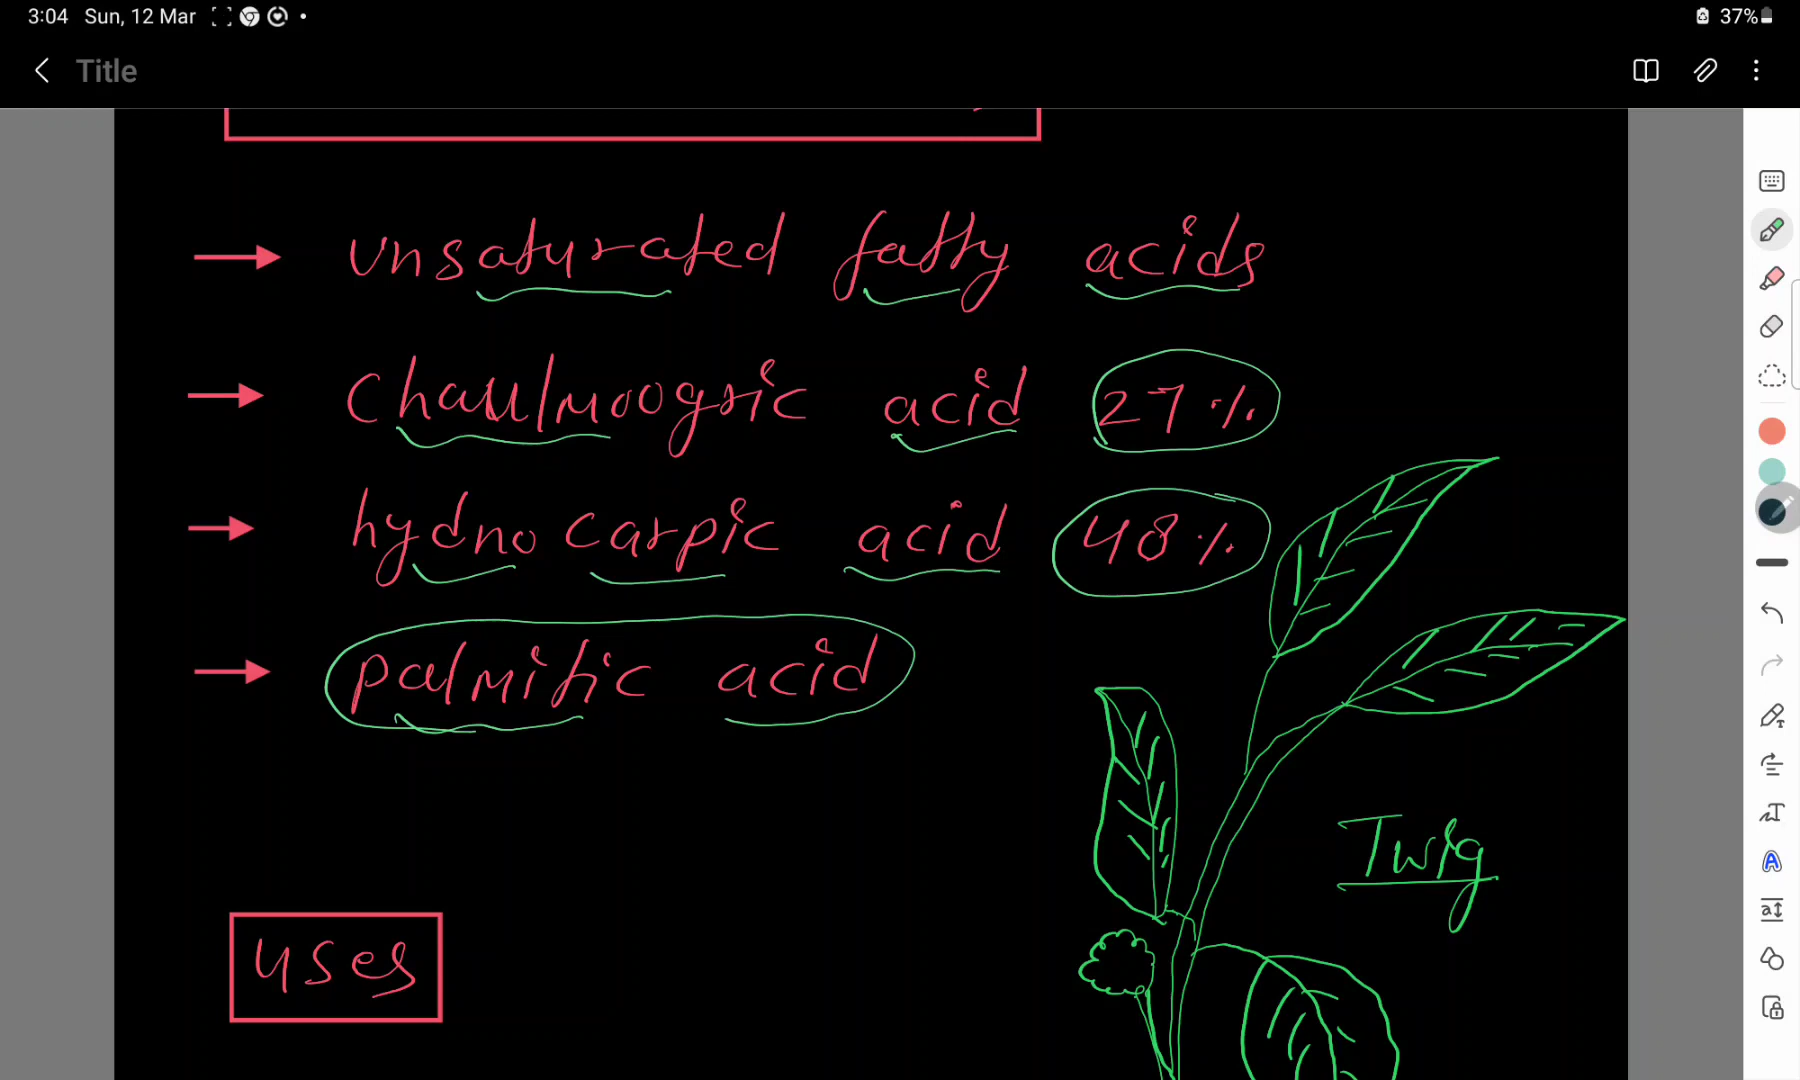 3:04 Sun, 12 Mar
37%
Title
unsaturated fatty acids
Chaulmoogric acid 27%
hydnocarpic acid 48%
palmitic acid
Twig
uses